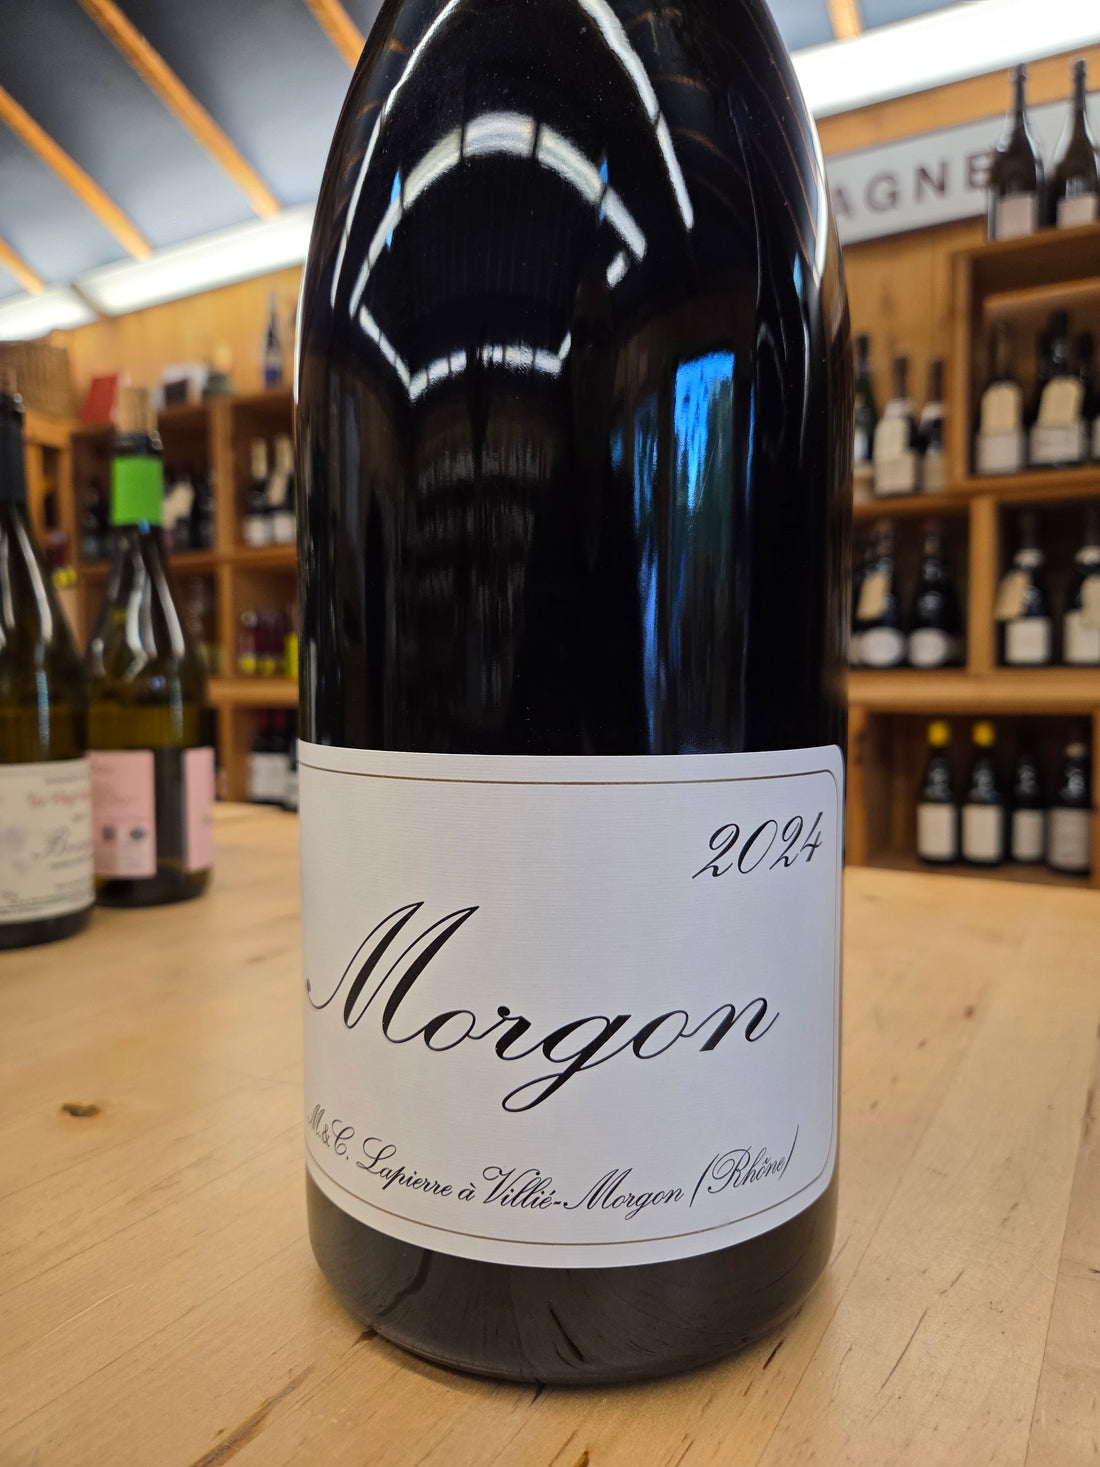 AGNE
2024
Morgon
M.&C. Lapierre à Villié-Morgon (Rhône)